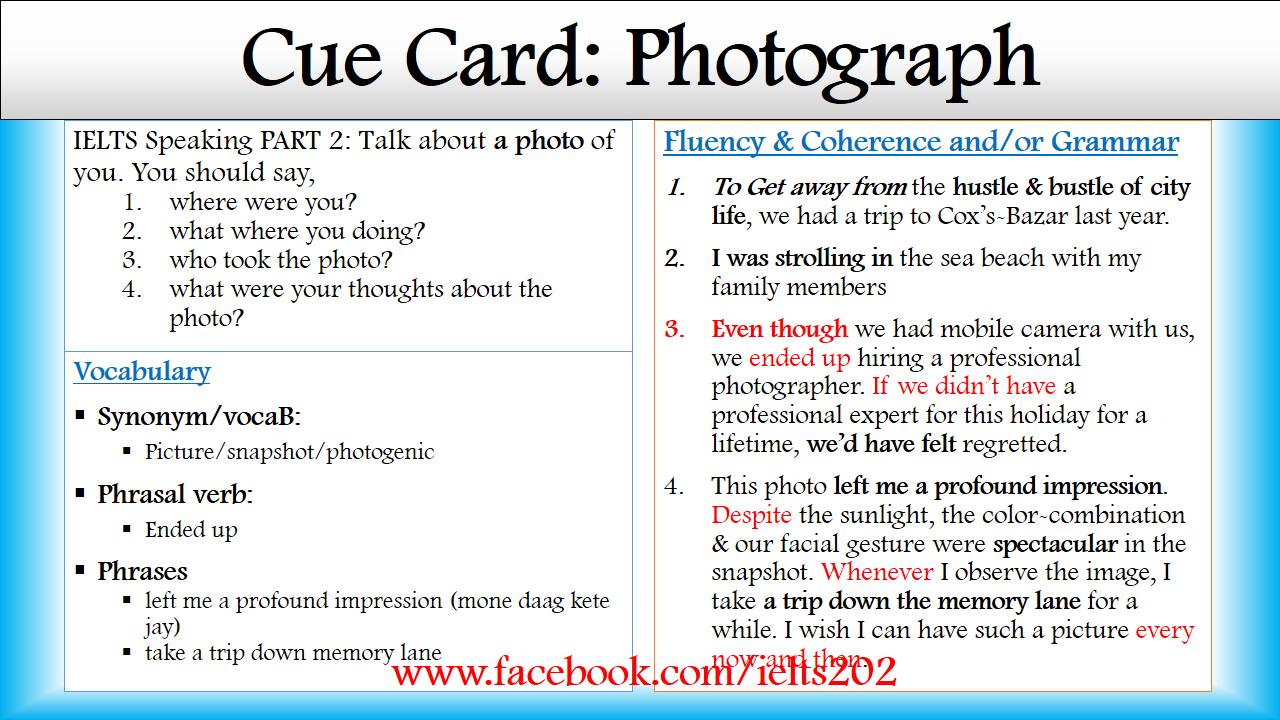 Cue Card: Photograph
IELTS Speaking PART 2: Talk about a photo of
you. You should say,
1. where were you?
2. what where you doing?
3. who took the photo?
4. what were your thoughts about the
photo?
Vocabulary
▪ Synonym/vocaB:
▪ Picture/snapshot/photogenic
▪ Phrasal verb:
▪ Ended up
▪ Phrases
▪ left me a profound impression (mone daag kete
jay)
▪ take a trip down memory lane
Fluency & Coherence and/or Grammar
1. To Get away from the hustle & bustle of city
life, we had a trip to Cox's-Bazar last year.
2. I was strolling in the sea beach with my
family members
3. Even though we had mobile camera with us,
we ended up hiring a professional
photographer. If we didn't have a
professional expert for this holiday for a
lifetime, we'd have felt regretted.
4. This photo left me a profound impression.
Despite the sunlight, the color-combination
& our facial gesture were spectacular in the
snapshot. Whenever I observe the image, I
take a trip down the memory lane for a
while. I wish I can have such a picture every
now and then.
www.facebook.com/ielts202